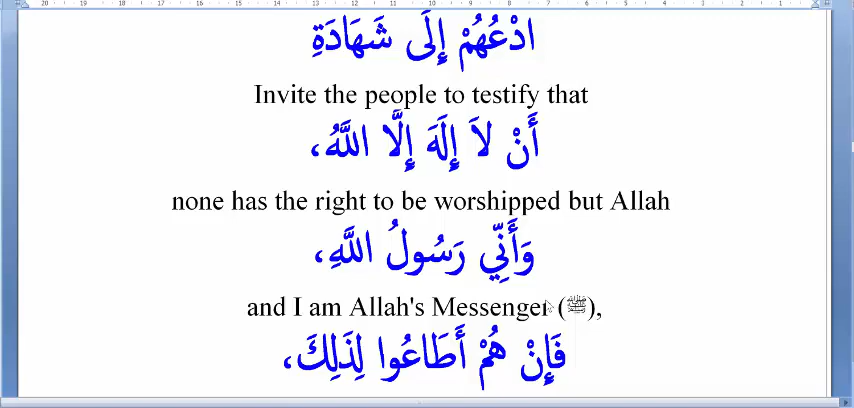 ادْعُهُمْ إِلَى شَهَادَةِ
Invite the people to testify that
أَنْ لاَ إِلَهَ إِلَّا اللَّهُ،
none has the right to be worshipped but Allah
وَأَنِّي رَسُولُ اللَّهِ،
and I am Allah's Messenger (ﷺ),
فَإِنْ هُمْ أَطَاعُوا لِذَلِكَ،